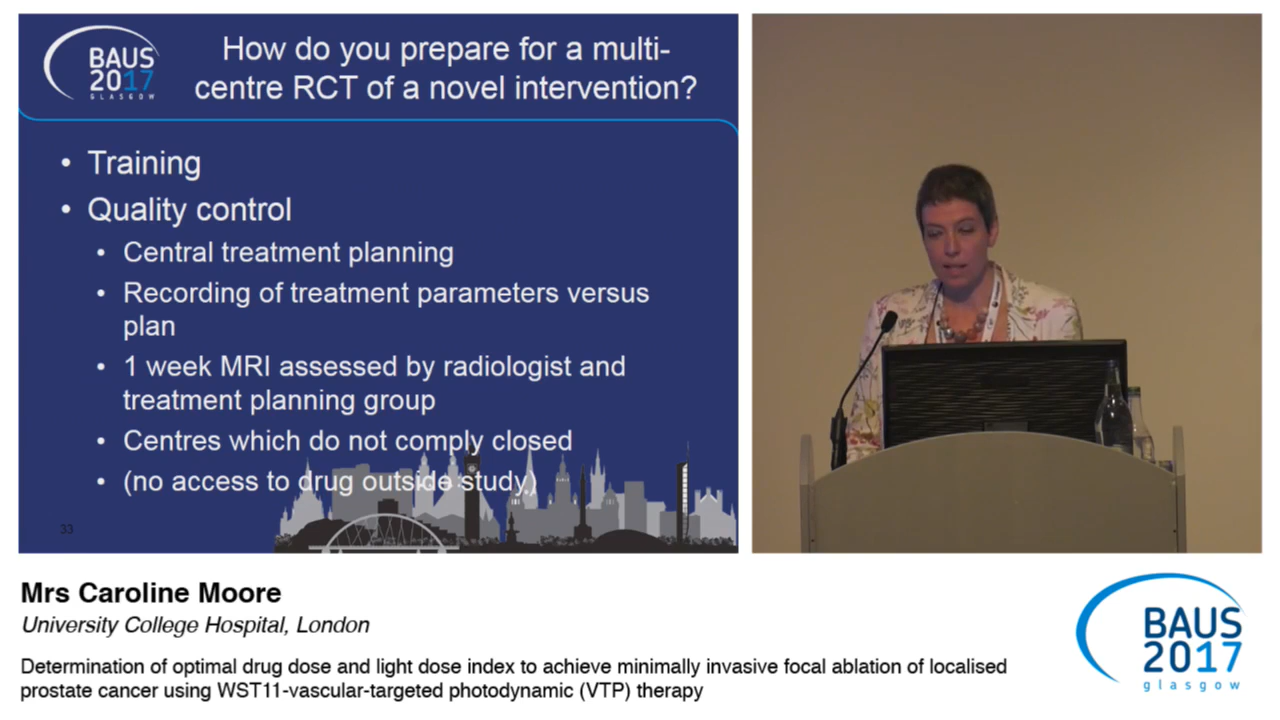 BAUS
2017
GLASGOW
How do you prepare for a multi-
centre RCT of a novel intervention?
• Training
• Quality control
• Central treatment planning
• Recording of treatment parameters versus
plan
• 1 week MRI assessed by radiologist and
treatment planning group
• Centres which do not comply closed
• (no access to drug outside study)
33
Mrs Caroline Moore
University College Hospital, London
Determination of optimal drug dose and light dose index to achieve minimally invasive focal ablation of localised
prostate cancer using WST11-vascular-targeted photodynamic (VTP) therapy
BAUS
2017
glasgow